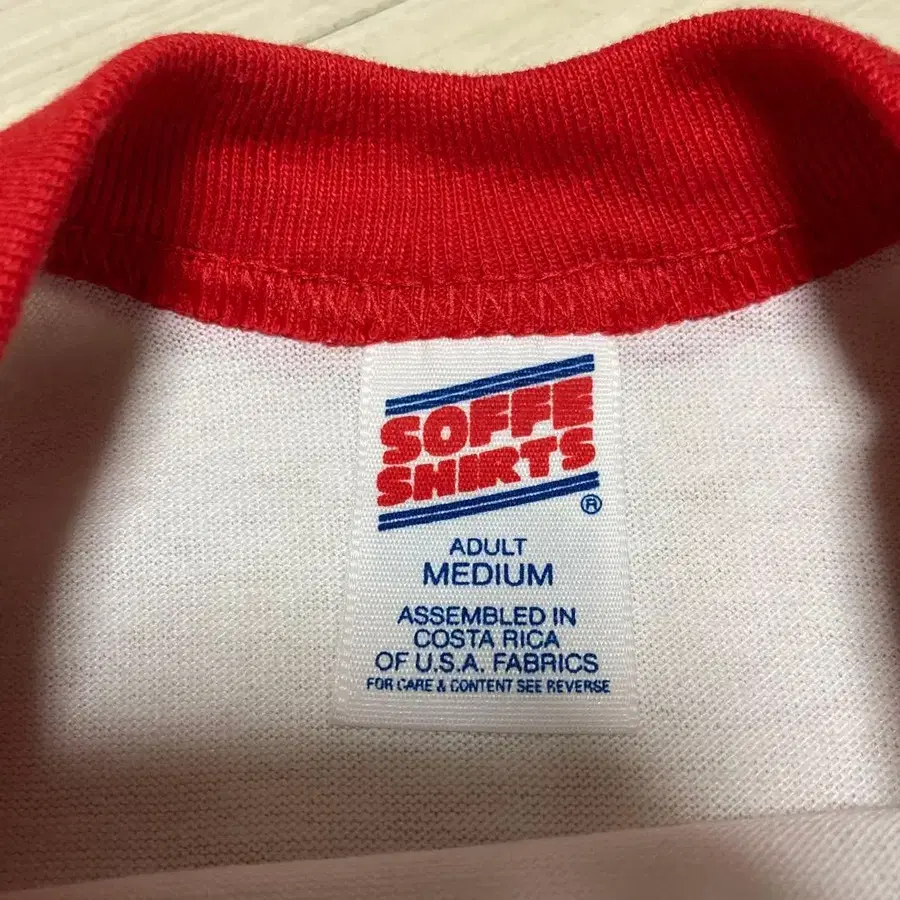 SOFFE
SHIRTS
®
ADULT
MEDIUM
ASSEMBLED IN
COSTA RICA
OF U.S.A. FABRICS
FOR CARE & CONTENT SEE REVERSE